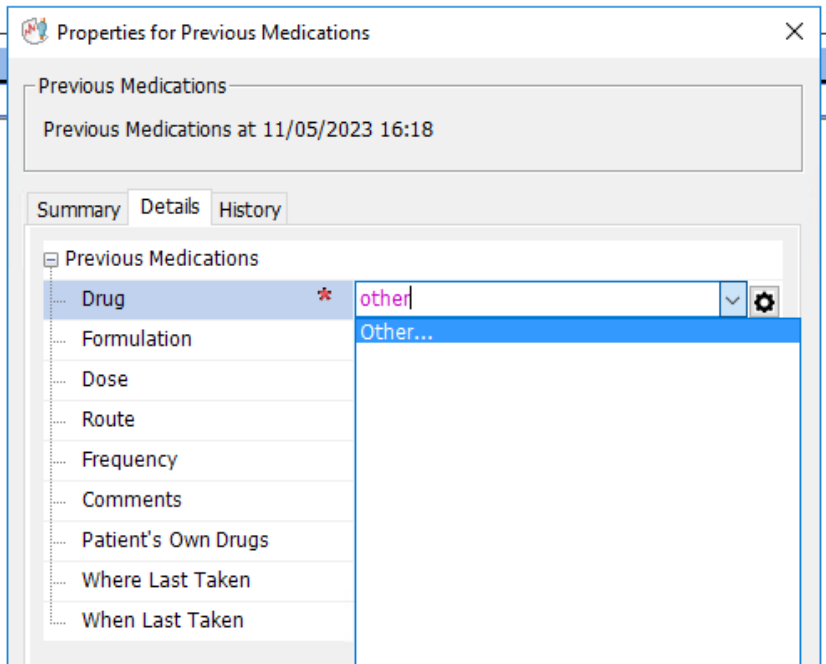 Properties for Previous Medications
Previous Medications
Previous Medications at 11/05/2023 16:18
Summary Details History
Previous Medications
Drug * other
Other...
Formulation
Dose
Route
Frequency
Comments
Patient's Own Drugs
Where Last Taken
When Last Taken